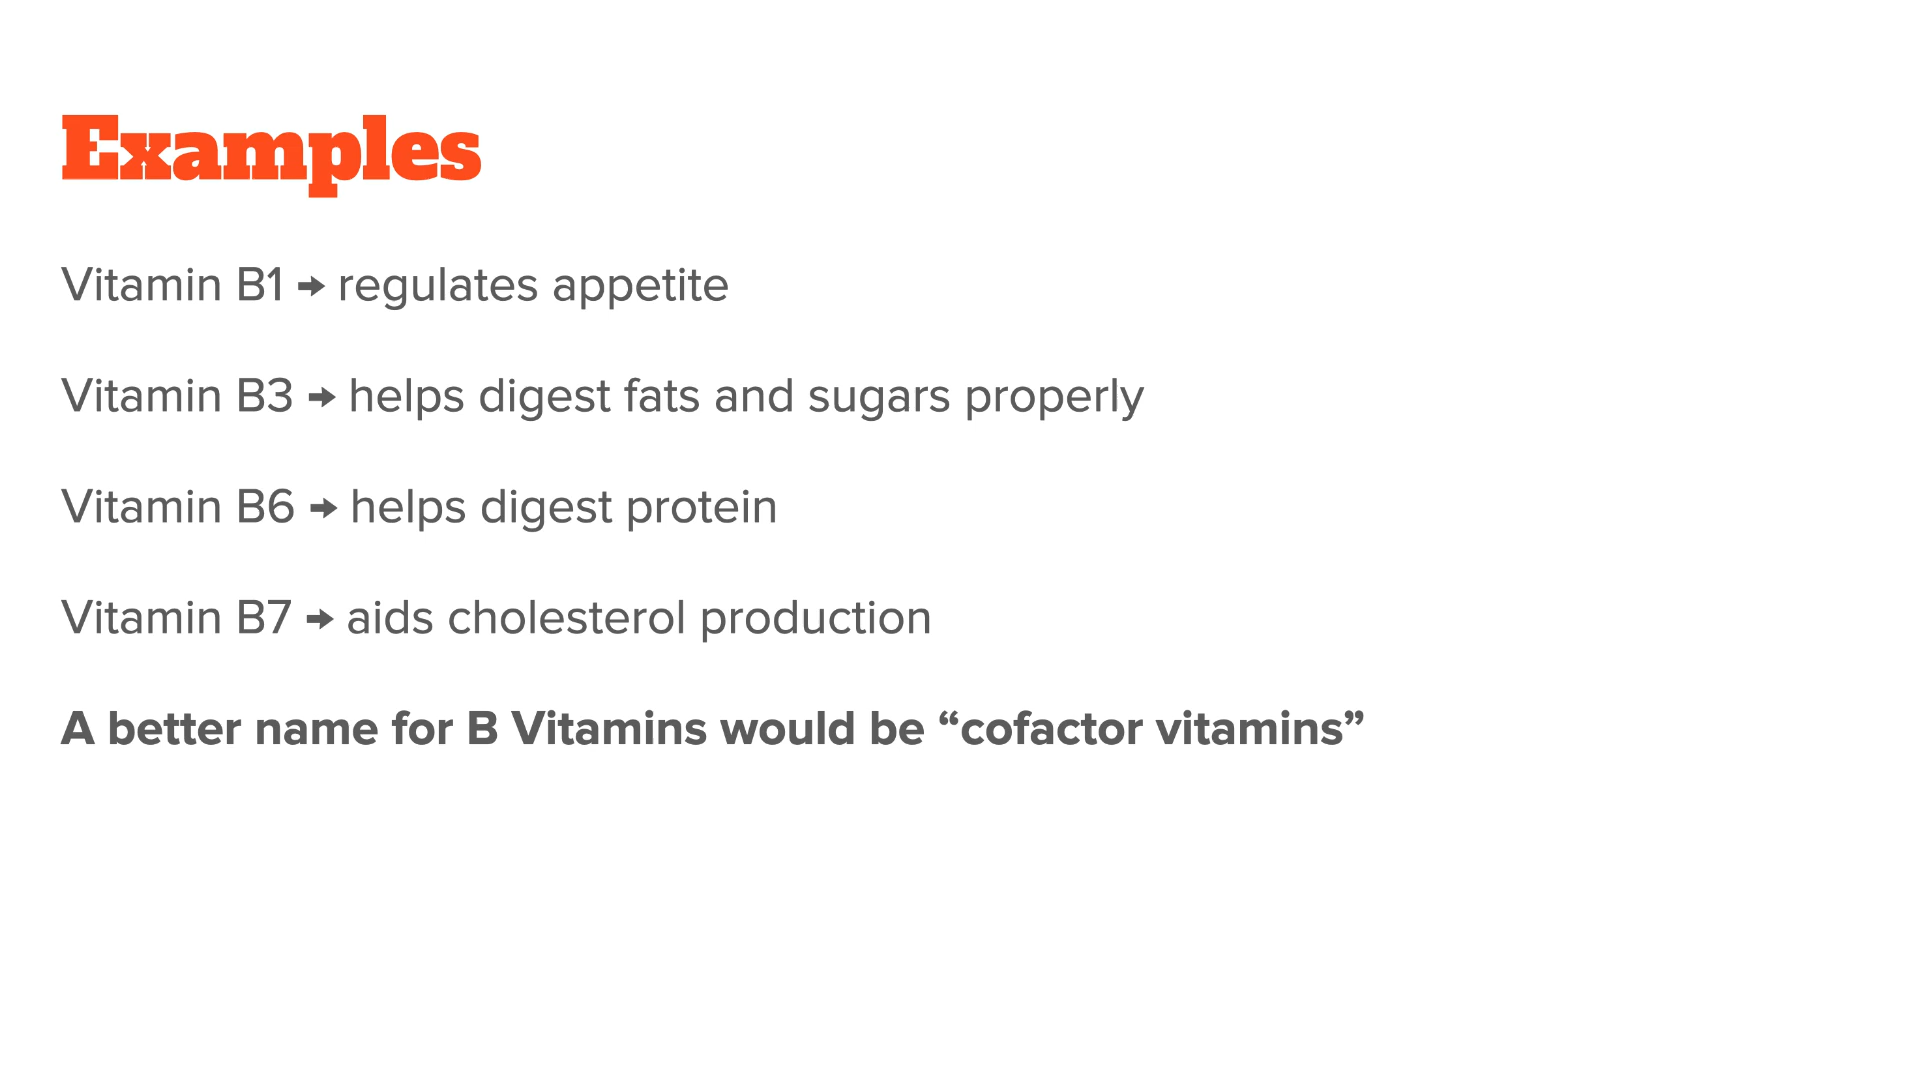 Examples
Vitamin B1 → regulates appetite
Vitamin B3 → helps digest fats and sugars properly
Vitamin B6 → helps digest protein
Vitamin B7 → aids cholesterol production
A better name for B Vitamins would be “cofactor vitamins”